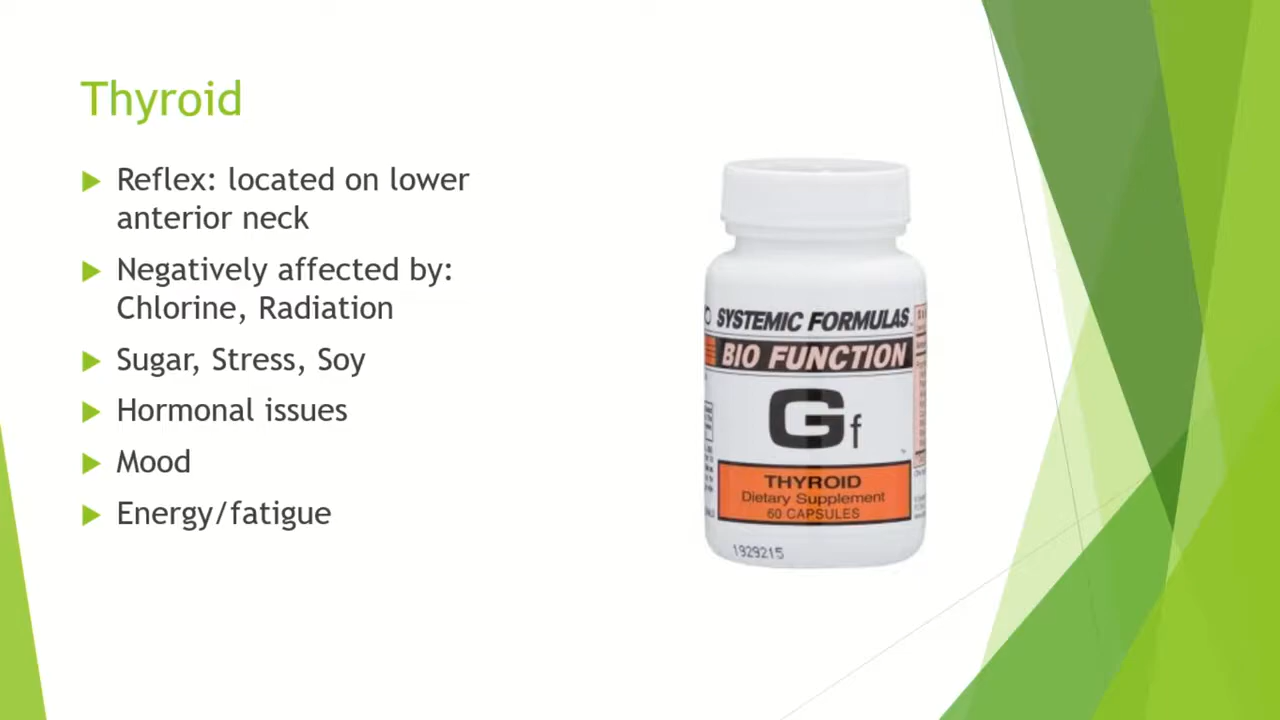 Thyroid
Reflex: located on lower
anterior neck
Negatively affected by:
Chlorine, Radiation
Sugar, Stress, Soy
Hormonal issues
Mood
Energy/fatigue
SYSTEMIC FORMULAS
BIO FUNCTION
Gf
THYROID
Dietary Supplement
60 CAPSULES
1929215